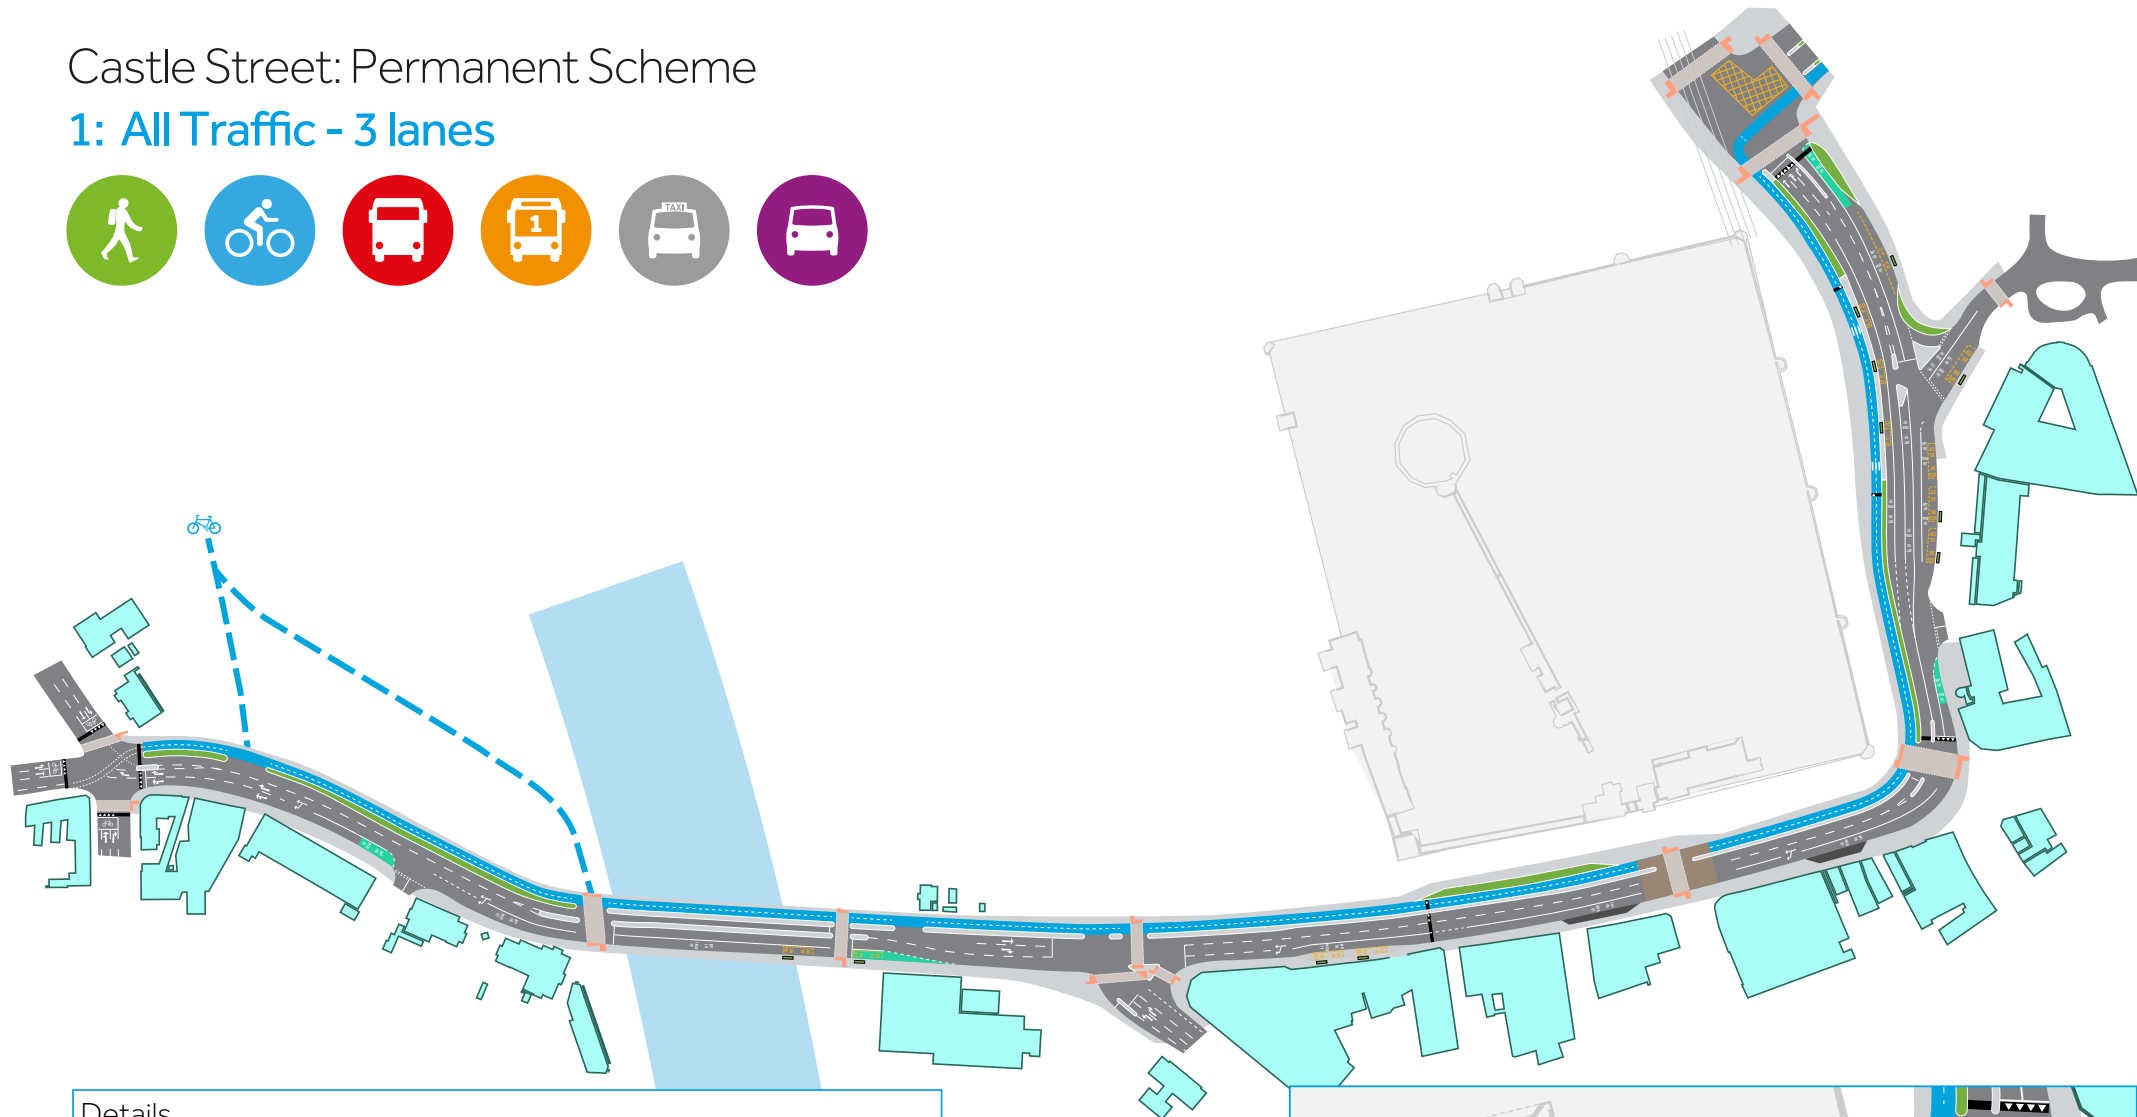 Castle Street: Permanent Scheme
1: All Traffic - 3 lanes
1
TAXI
Details